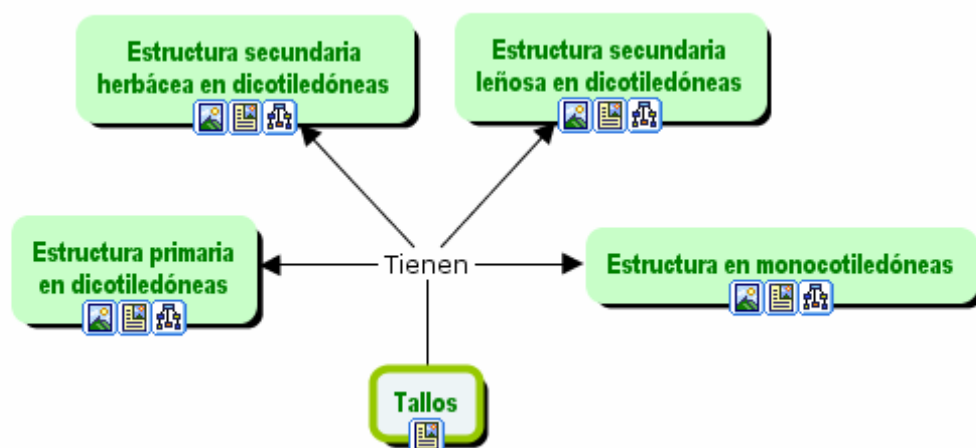 Estructura secundaria
herbácea en dicotiledóneas
Estructura secundaria
leñosa en dicotiledóneas
Estructura primaria
en dicotiledóneas
Tienen
Estructura en monocotiledóneas
Tallos